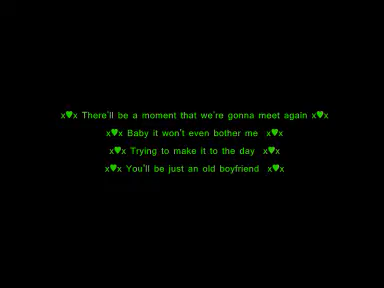 x♥x There'll be a moment that we're gonna meet again x♥x
x♥x Baby it won't even bother me x♥x
x♥x Trying to make it to the day x♥x
x♥x You'll be just an old boyfriend x♥x